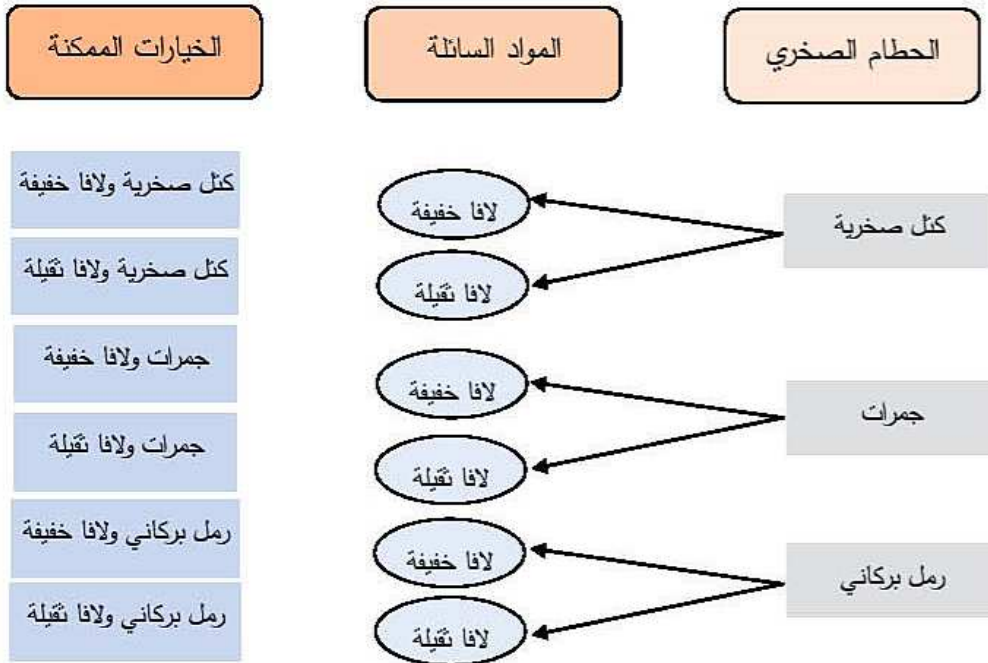 الحطام الصخري
المواد السائلة
الخيارات الممكنة
كتل صخرية
لافا خفيفة
لافا ثقيلة
كتل صخرية ولافا خفيفة
كتل صخرية ولافا ثقيلة
جمرات
لافا خفيفة
لافا ثقيلة
جمرات ولافا خفيفة
جمرات ولافا ثقيلة
رمل بركاني
لافا خفيفة
لافا ثقيلة
رمل بركاني ولافا خفيفة
رمل بركاني ولافا ثقيلة